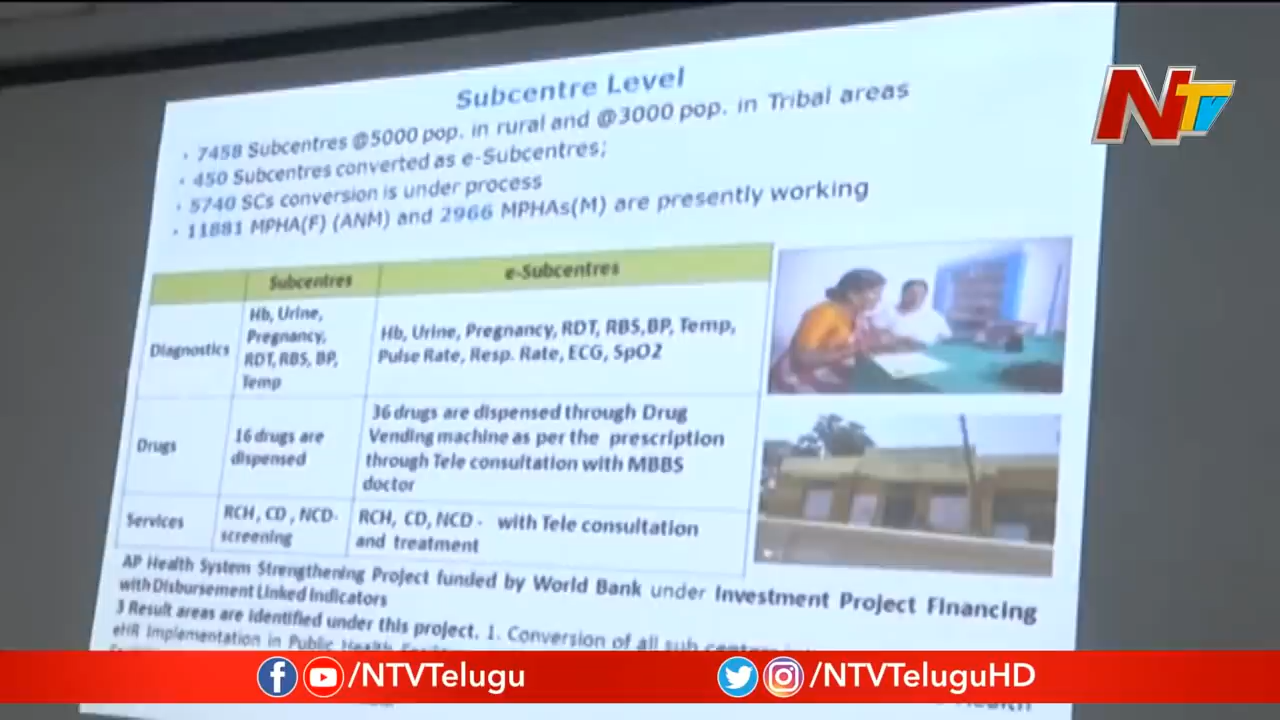 NTV
Subcentre Level
• 7458 Subcentres @5000 pop. in rural and @3000 pop. in Tribal areas
• 450 Subcentres converted as e-Subcentres;
• 5740 SCs conversion is under process
• 11881 MPHA(F) (ANM) and 2966 MPHAs(M) are presently working
Subcentres e-Subcentres
Diagnostics
Hb, Urine,
Pregnancy,
RDT, RBS, BP,
Temp
Hb, Urine, Pregnancy, RDT, RBS,BP, Temp,
Pulse Rate, Resp. Rate, ECG, SpO2
Drugs
16 drugs are
dispensed
36 drugs are dispensed through Drug
Vending machine as per the prescription
through Tele consultation with MBBS
doctor
Services
RCH, CD , NCD-
screening
RCH, CD, NCD - with Tele consultation
and treatment
AP Health System Strengthening Project funded by World Bank under Investment Project Financing
with Disbursement Linked Indicators
3 Result areas are identified under this project. 1. Conversion of all sub
eHR Implementation in Public Health
/NTVTelugu
/NTVTeluguHD